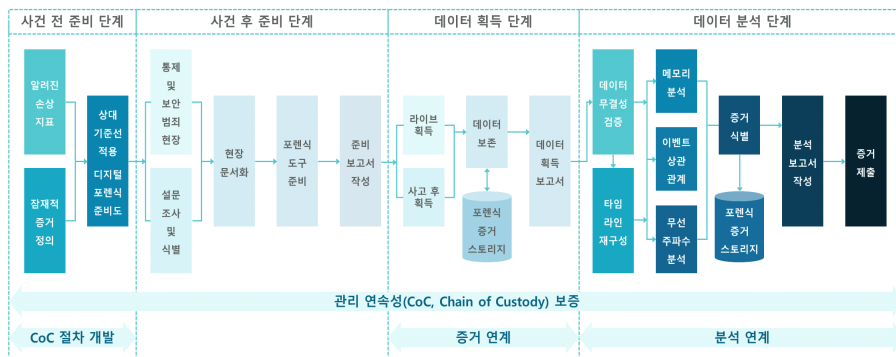 사건 전 준비 단계
사건 후 준비 단계
데이터 획득 단계
데이터 분석 단계
알려진
손상
지표
잠재적
증거
정의
상대
기준선
적용
디지털
포렌식
준비도
통제
및
보안
범죄
현장
설문
조사
및
식별
현장
문서화
포렌식
도구
준비
준비
보고서
작성
라이브
획득
사고 후
획득
데이터
보존
포렌식
증거
스토리지
데이터
획득
보고서
데이터
무결성
검증
타임
라인
재구성
메모리
분석
이벤트
상관
관계
무선
주파수
분석
증거
식별
포렌식
증거
스토리지
분석
보고서
작성
증거
제출
관리 연속성(CoC, Chain of Custody) 보증
CoC 절차 개발
증거 연계
분석 연계